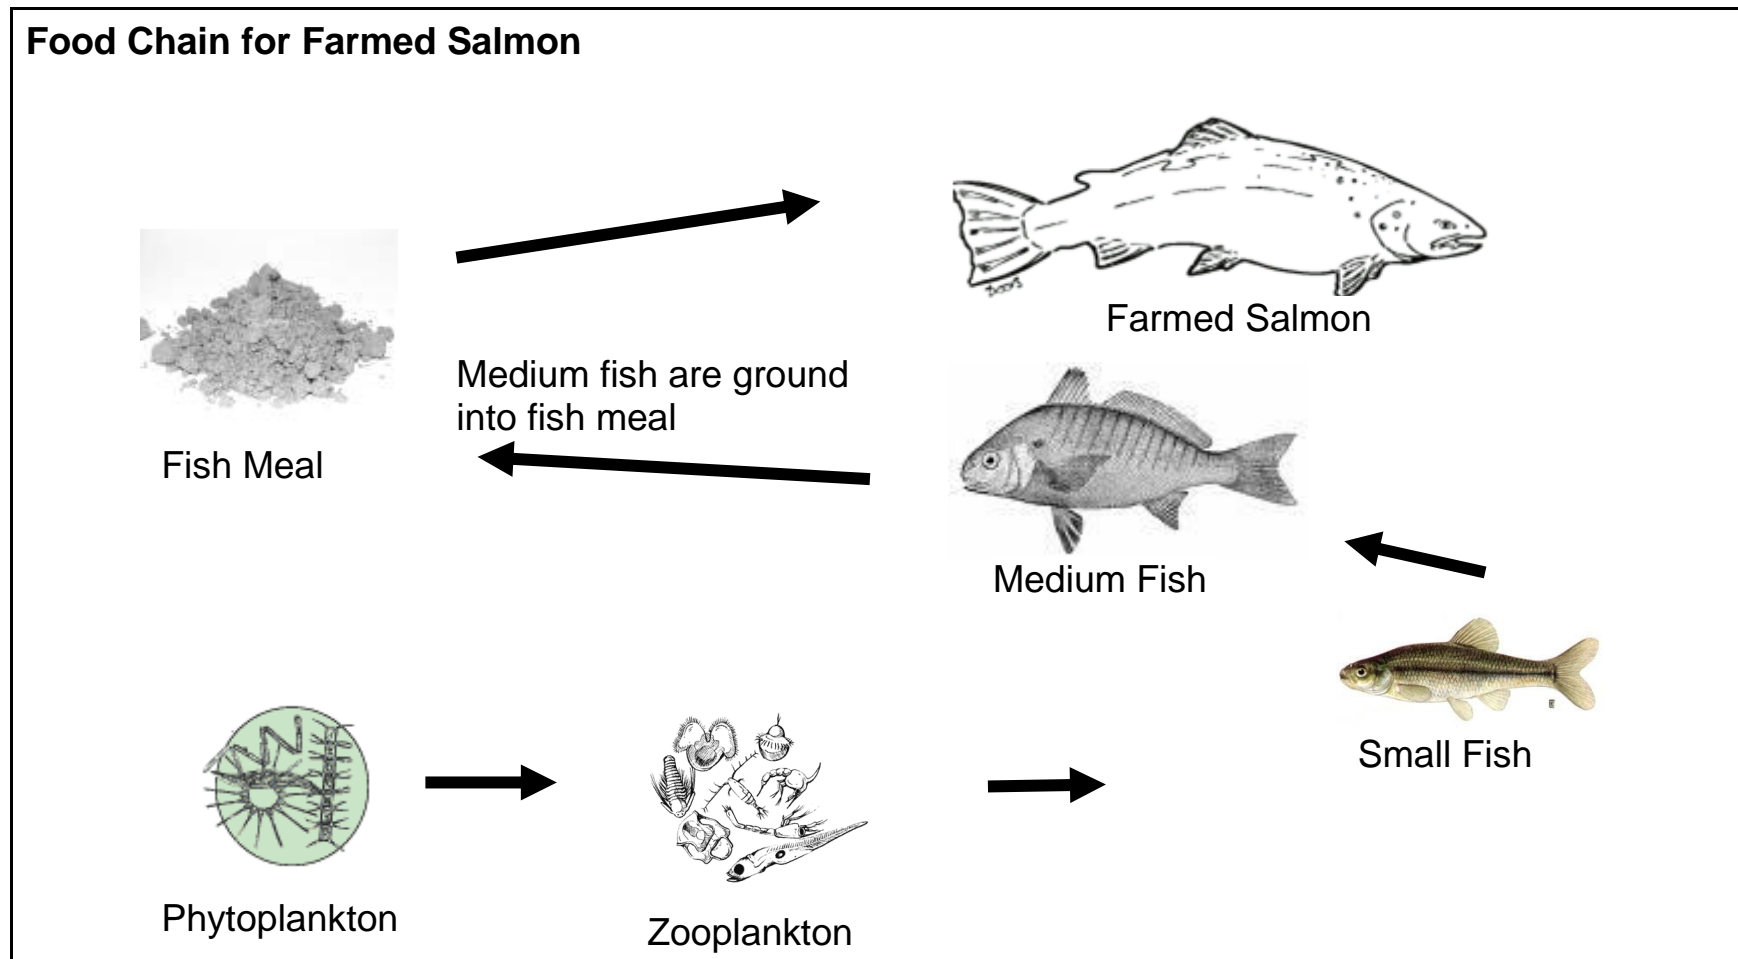 Food Chain for Farmed Salmon
Farmed Salmon
Medium fish are ground
into fish meal
Fish Meal
Medium Fish
Small Fish
Phytoplankton
Zooplankton